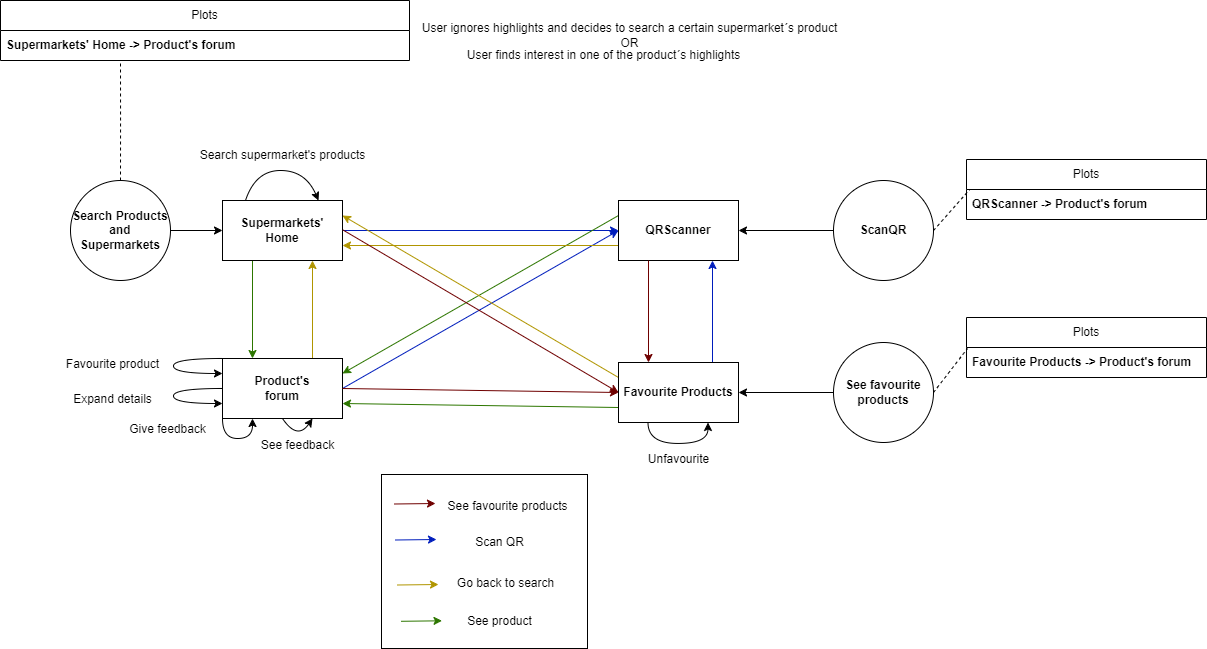 Plots
Supermarkets' Home -> Product's forum
User ignores highlights and decides to search a certain supermarket´s product
OR
User finds interest in one of the product´s highlights
Search supermarket's products
Search Products
and
Supermarkets
Supermarkets'
Home
QRScanner
ScanQR
Plots
QRScanner -> Product's forum
Favourite product
Expand details
Give feedback
See feedback
Product's
forum
Favourite Products
Unfavourite
See favourite
products
Plots
Favourite Products -> Product's forum
See favourite products
Scan QR
Go back to search
See product